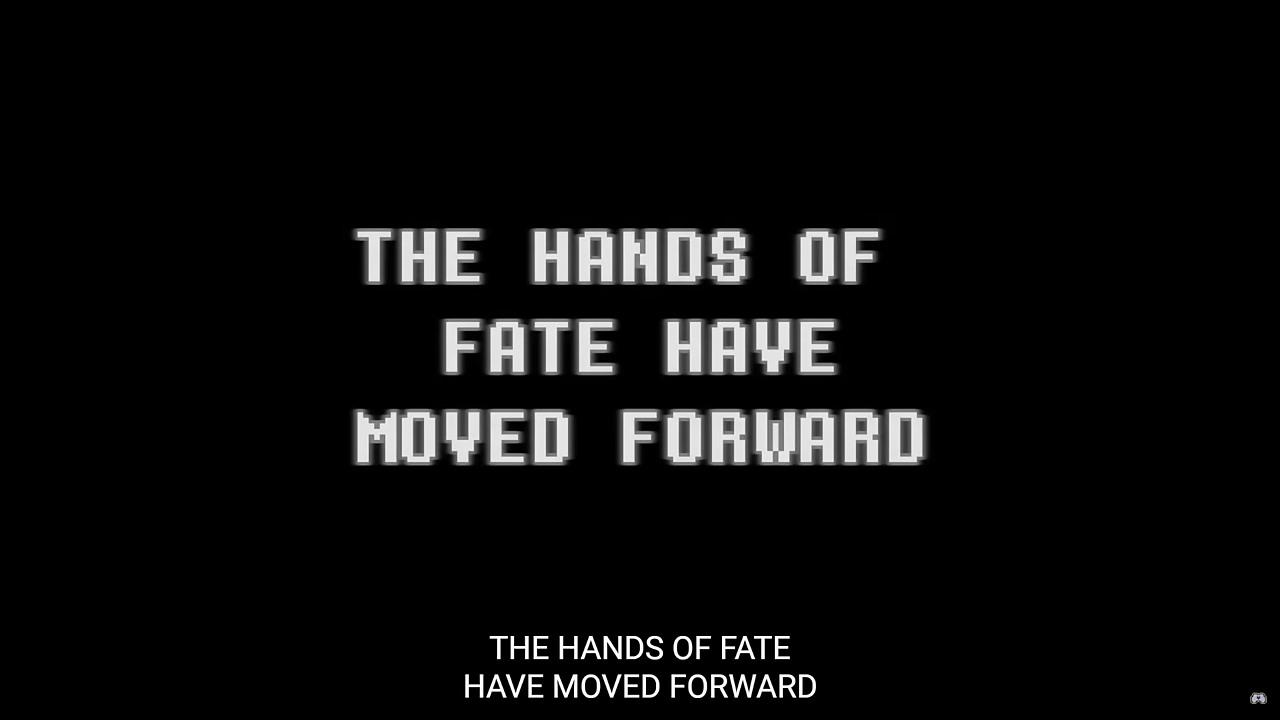 THE HANDS OF
FATE HAVE
MOVED FORWARD
THE HANDS OF FATE
HAVE MOVED FORWARD